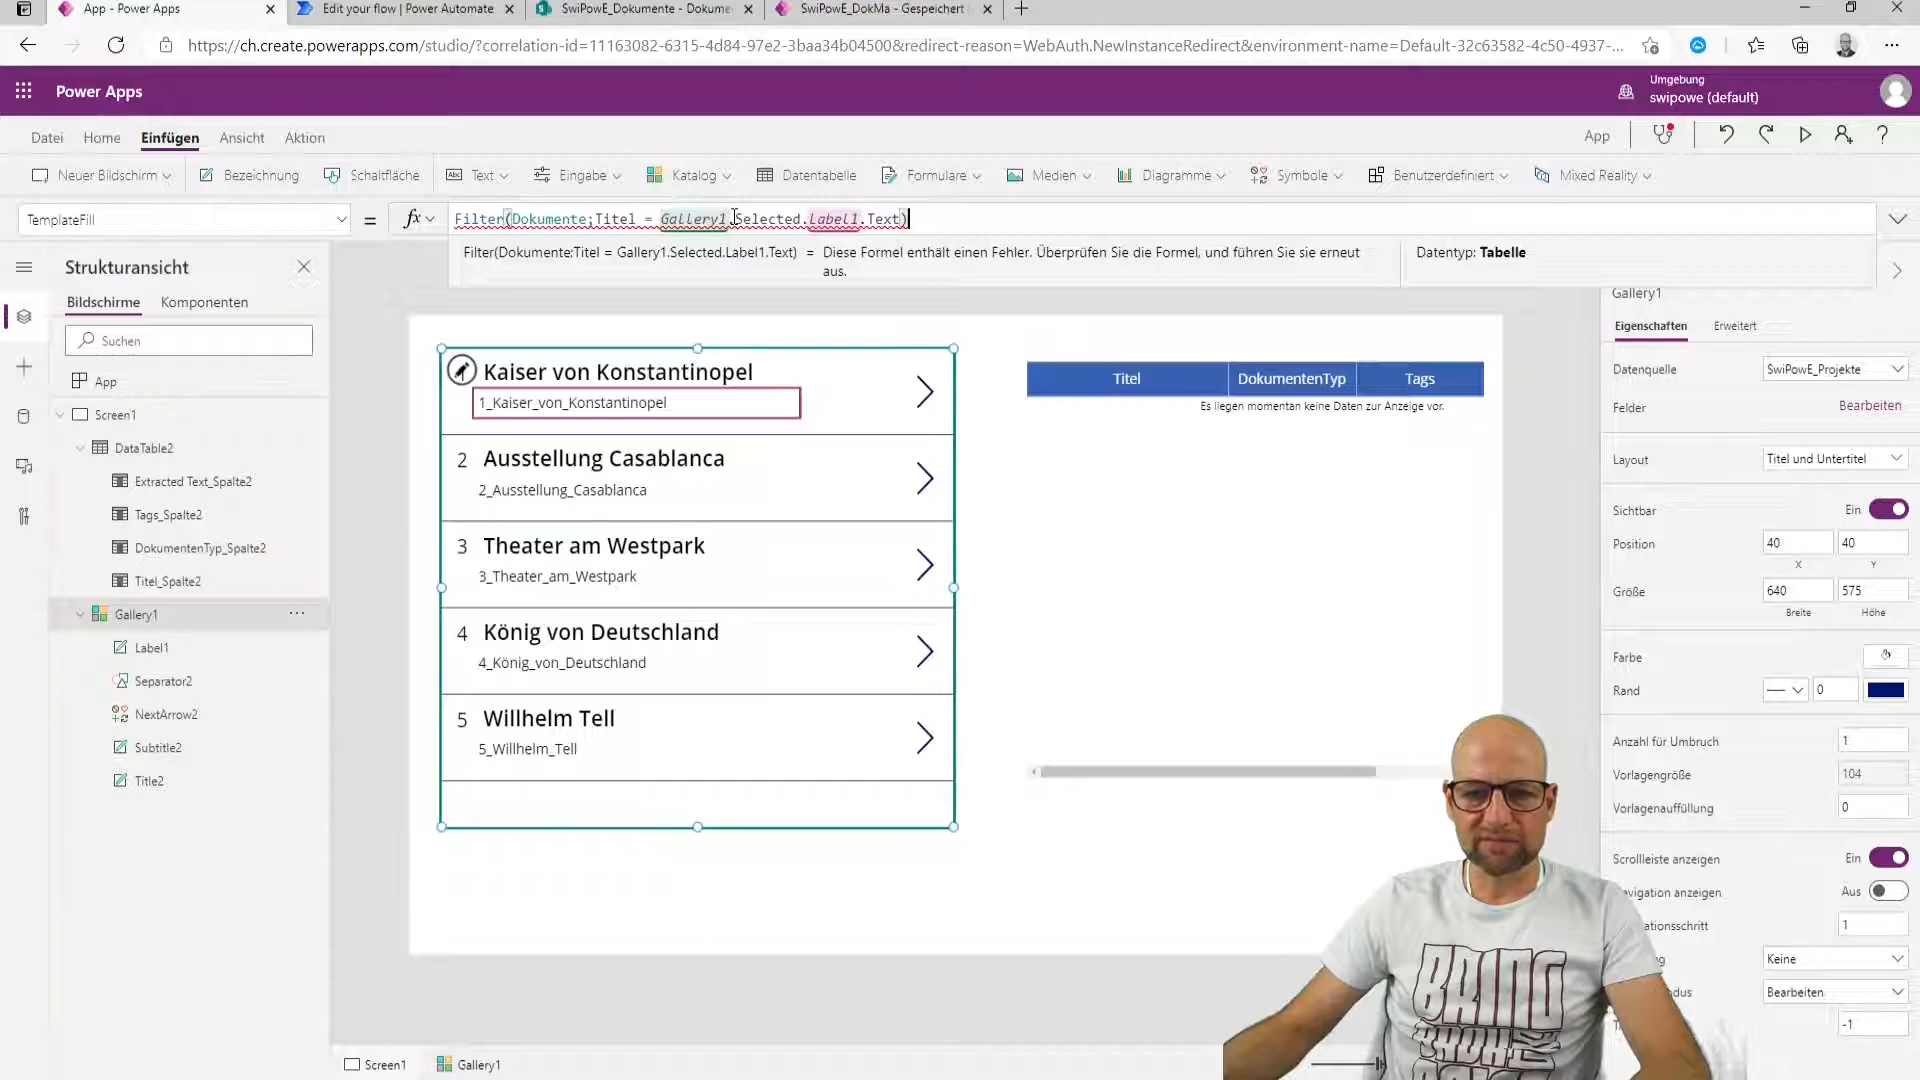 App - Power Apps
Edit your flow | Power Automate
SwiPowE_Dokumente - Dokume
SwiPowE_DokMa - Gespeichert
https://ch.create.powerapps.com/studio/?correlation-id=11163082-6315-4d84-97e2-3baa34b04500&redirect-reason=WebAuth.NewInstanceRedirect&environment-name=Default-32c63582-4c50-4937-...
Power Apps
Umgebung
swipowe (default)
Datei Home Einfügen Ansicht Aktion
App
Neuer Bildschirm Bezeichnung Schaltfläche Text Eingabe Katalog Datentabelle Formulare Medien Diagramme Symbole Benutzerdefiniert Mixed Reality
TemplateFill = fx Filter(Dokumente;Titel = Gallery1.Selected.Label1.Text)
Filter(Dokumente;Titel = Gallery1.Selected.Label1.Text) = Diese Formel enthält einen Fehler. Überprüfen Sie die Formel, und führen Sie sie erneut
aus.
Datentyp: Tabelle
Strukturansicht
Bildschirme Komponenten
Suchen
App
Screen1
DataTable2
Extracted Text_Spalte2
Tags_Spalte2
DokumentenTyp_Spalte2
Titel_Spalte2
Gallery1
Label1
Separator2
NextArrow2
Subtitle2
Title2
Kaiser von Konstantinopel
1_Kaiser_von_Konstantinopel
2 Ausstellung Casablanca
2_Ausstellung_Casablanca
3 Theater am Westpark
3_Theater_am_Westpark
4 König von Deutschland
4_König_von_Deutschland
5 Willhelm Tell
5_Willhelm_Tell
Titel DokumentenTyp Tags
Es liegen momentan keine Daten zur Anzeige vor.
Gallery1
Eigenschaften Erweitert
Datenquelle SwiPowE_Projekte
Felder Bearbeiten
Layout Titel und Untertitel
Sichtbar Ein
Position 40 40
X Y
Größe 640 575
Breite Höhe
Farbe
Rand 0
Anzahl für Umbruch 1
Vorlagengröße 104
Vorlagenauffüllung 0
Scrollleiste anzeigen Ein
avigation anzeigen Aus
ationsschritt 1
Keine
odus Bearbeiten
-1
Screen1 Gallery1
BRING